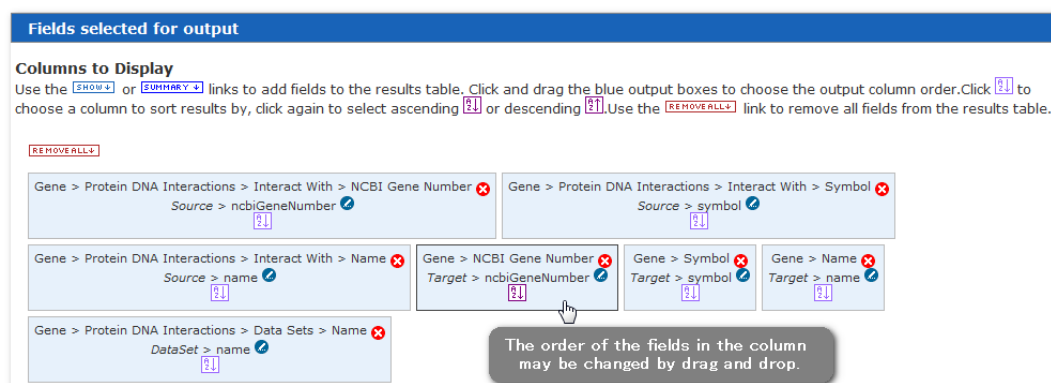 Fields selected for output
Columns to Display
Use the SHOW or SUMMARY links to add fields to the results table. Click and drag the blue output boxes to choose the output column order.Click to
choose a column to sort results by, click again to select ascending or descending .Use the REMOVE ALL link to remove all fields from the results table.
REMOVE ALL
Gene > Protein DNA Interactions > Interact With > NCBI Gene Number
Source > ncbiGeneNumber
Gene > Protein DNA Interactions > Interact With > Symbol
Source > symbol
Gene > Protein DNA Interactions > Interact With > Name
Source > name
Gene > NCBI Gene Number
Target > ncbiGeneNumber
Gene > Symbol
Target > symbol
Gene > Name
Target > name
Gene > Protein DNA Interactions > Data Sets > Name
DataSet > name
The order of the fields in the column
may be changed by drag and drop.